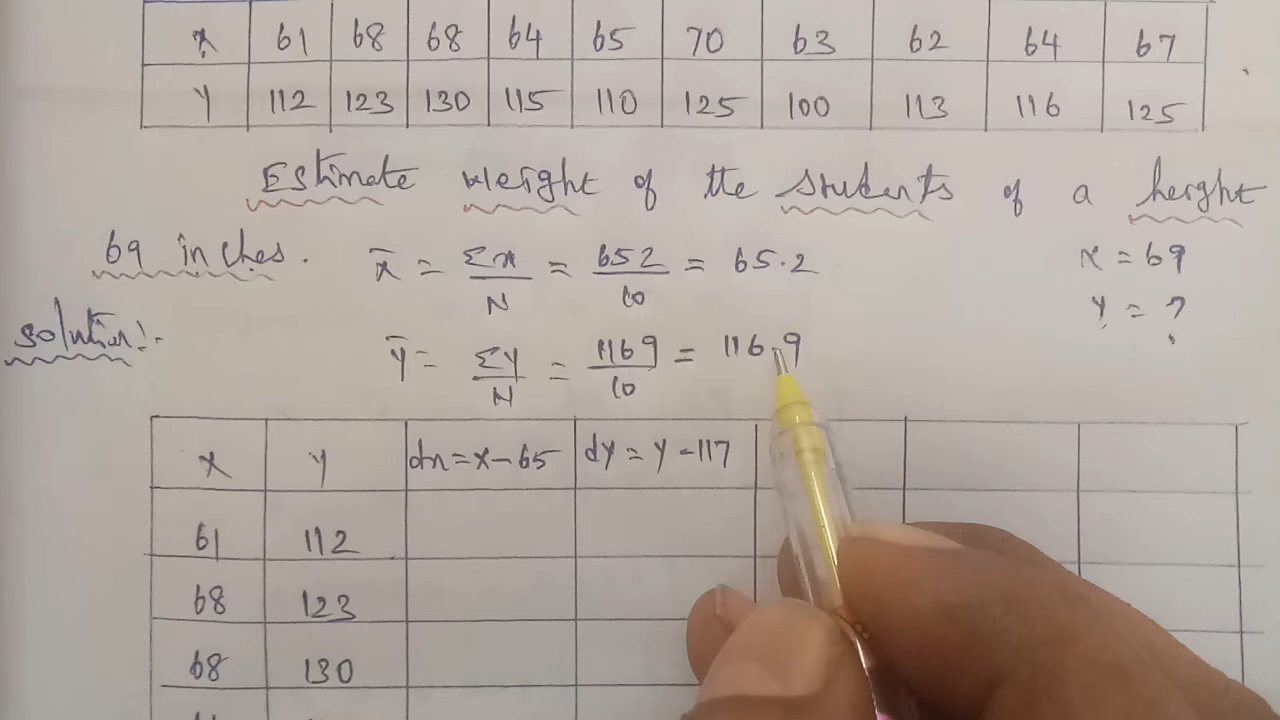 x 61 68 68 64 65 70 63 62 64 67
Y 112 123 130 115 110 125 100 113 116 125
Estimate weight of the students of a height
69 inches. x̄ = Σx/N = 652/10 = 65.2 x = 69
Y = ?
Solution:-
ȳ = ΣY/N = 1169/10 = 116.9
x Y dx = x - 65 dy = Y - 117
61 112
68 123
68 130